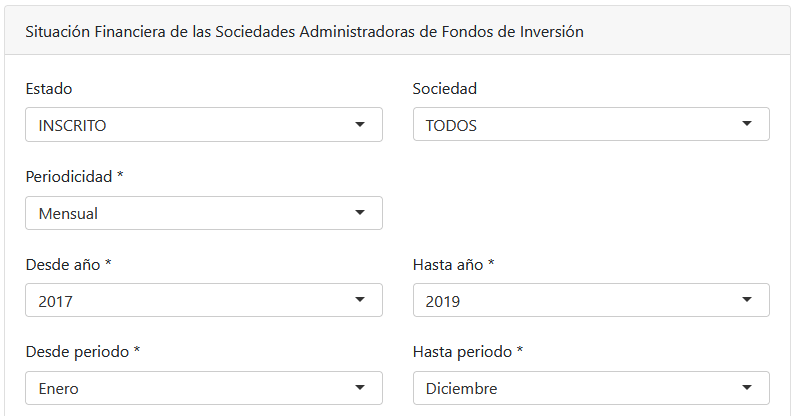 Situación Financiera de las Sociedades Administradoras de Fondos de Inversión
Estado
Sociedad
INSCRITO
TODOS
Periodicidad *
Mensual
Desde año *
Hasta año *
2017
2019
Desde periodo *
Hasta periodo *
Enero
Diciembre